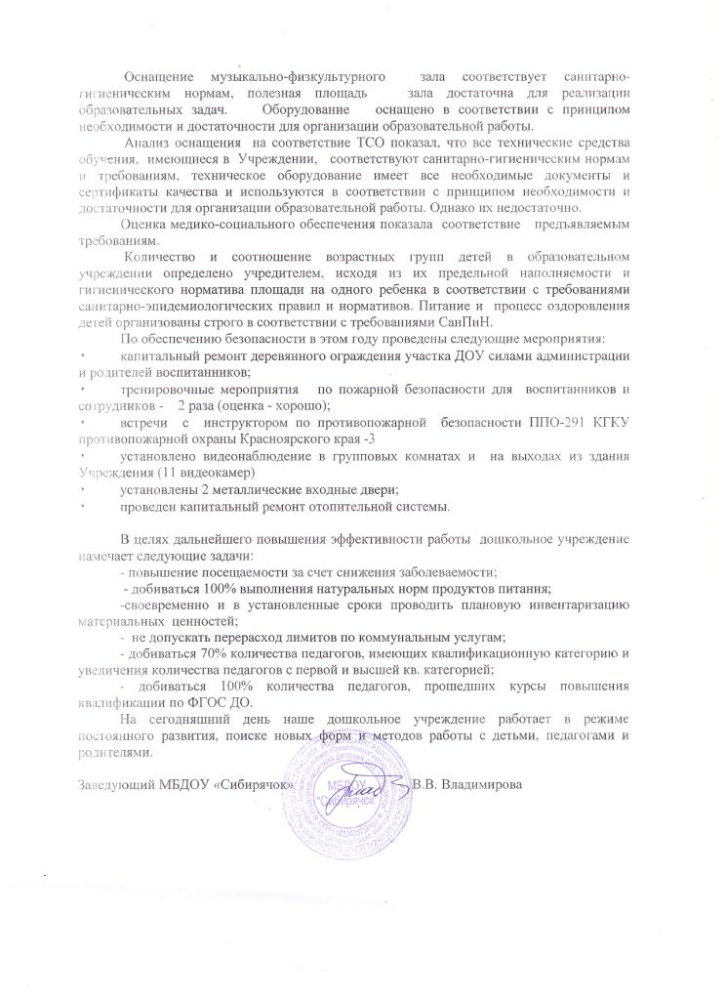 Оснащение музыкально-физкультурного зала соответствует санитарно-
гигиеническим нормам, полезная площадь зала достаточна для реализации
образовательных задач. Оборудование оснащено в соответствии с принципом
необходимости и достаточности для организации образовательной работы.
Анализ оснащения на соответствие ТСО показал, что все технические средства
обучения, имеющиеся в Учреждении, соответствуют санитарно-гигиеническим нормам
и требованиям, техническое оборудование имеет все необходимые документы и
сертификаты качества и используются в соответствии с принципом необходимости и
достаточности для организации образовательной работы. Однако их недостаточно.
Оценка медико-социального обеспечения показала соответствие предъявляемым
требованиям.
Количество и соотношение возрастных групп детей в образовательном
учреждении определено учредителем, исходя из их предельной наполняемости и
гигиенического норматива площади на одного ребенка в соответствии с требованиями
санитарно-эпидемиологических правил и нормативов. Питание и процесс оздоровления
детей организованы строго в соответствии с требованиями СанПиН.
По обеспечению безопасности в этом году проведены следующие мероприятия:
• капитальный ремонт деревянного ограждения участка ДОУ силами администрации
и родителей воспитанников;
• тренировочные мероприятия по пожарной безопасности для воспитанников и
сотрудников - 2 раза (оценка - хорошо);
• встречи с инструктором по противопожарной безопасности ППО-291 КГКУ
противопожарной охраны Красноярского края -3
• установлено видеонаблюдение в групповых комнатах и на выходах из здания
Учреждения (11 видеокамер)
• установлены 2 металлические входные двери;
• проведен капитальный ремонт отопительной системы.
В целях дальнейшего повышения эффективности работы дошкольное учреждение
намечает следующие задачи:
- повышение посещаемости за счет снижения заболеваемости;
- добиваться 100% выполнения натуральных норм продуктов питания;
-своевременно и в установленные сроки проводить плановую инвентаризацию
материальных ценностей;
- не допускать перерасход лимитов по коммунальным услугам;
- добиваться 70% количества педагогов, имеющих квалификационную категорию и
увеличения количества педагогов с первой и высшей кв. категорией;
- добиваться 100% количества педагогов, прошедших курсы повышения
квалификации по ФГОС ДО.
На сегодняшний день наше дошкольное учреждение работает в режиме
постоянного развития, поиске новых форм и методов работы с детьми, педагогами и
родителями.
Заведующий МБДОУ «Сибирячок» В.В. Владимирова
МБДОУ
"Сибирячок"